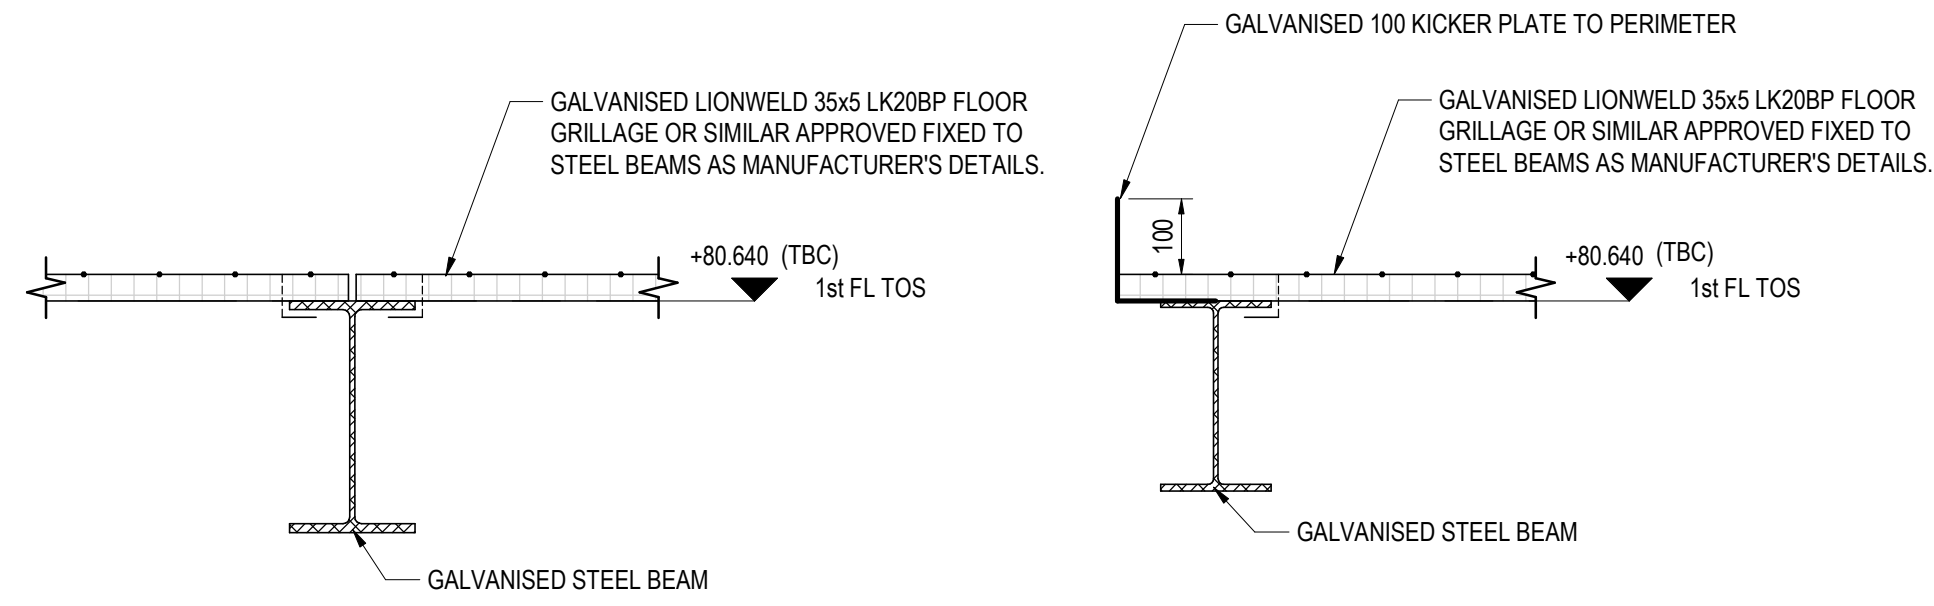 GALVANISED LIONWELD 35x5 LK20BP FLOOR
GRILLAGE OR SIMILAR APPROVED FIXED TO
STEEL BEAMS AS MANUFACTURER'S DETAILS.
+80.640 (TBC)
1st FL TOS
GALVANISED STEEL BEAM
GALVANISED 100 KICKER PLATE TO PERIMETER
GALVANISED LIONWELD 35x5 LK20BP FLOOR
GRILLAGE OR SIMILAR APPROVED FIXED TO
STEEL BEAMS AS MANUFACTURER'S DETAILS.
100
+80.640 (TBC)
1st FL TOS
GALVANISED STEEL BEAM